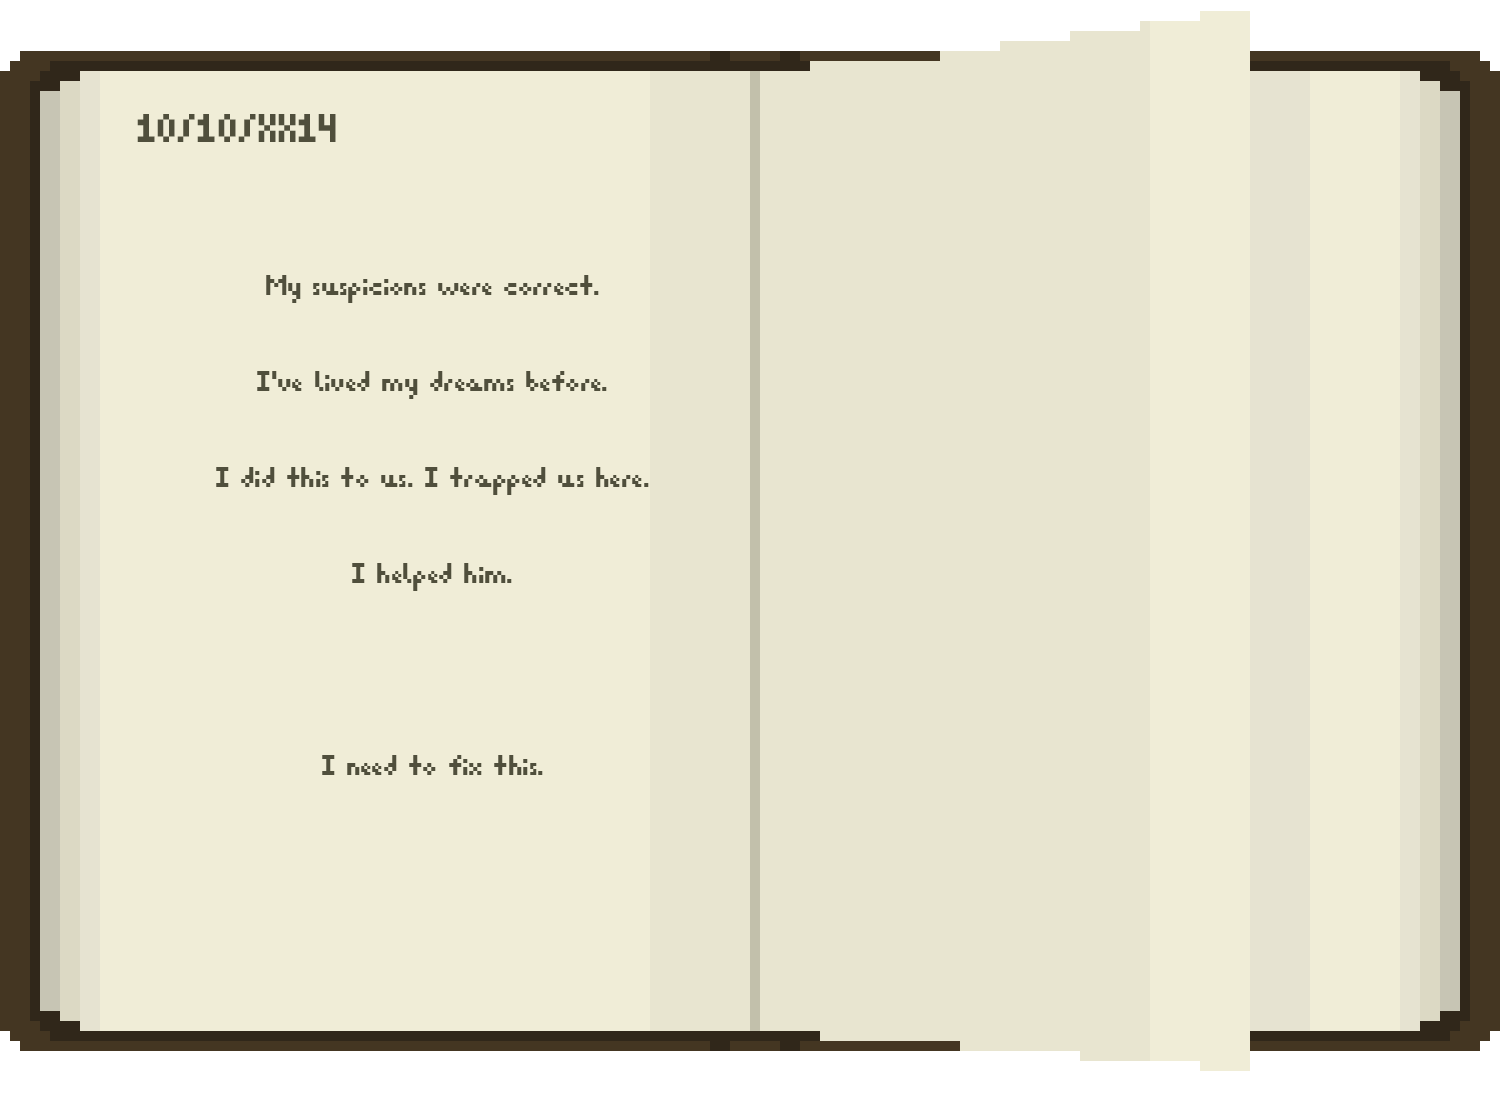 10/10/XX14
My suspicions were correct.
I've lived my dreams before.
I did this to us. I trapped us here.
I helped him.
I need to fix this.